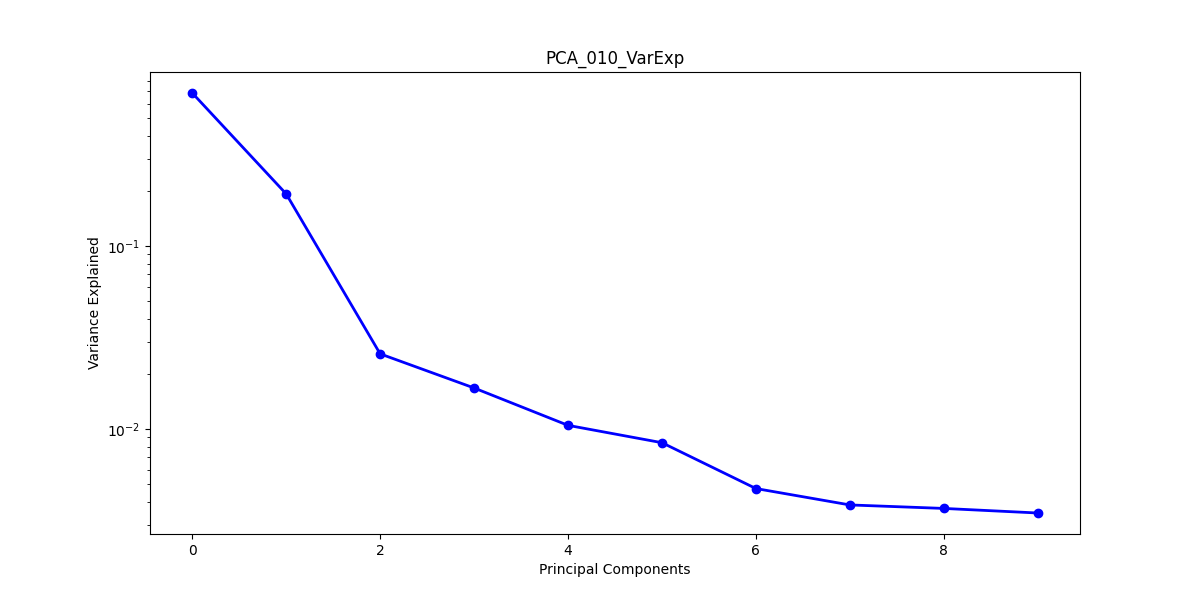 PCA_010_VarExp
Variance Explained
10⁻¹
10⁻²
0 2 4 6 8
Principal Components